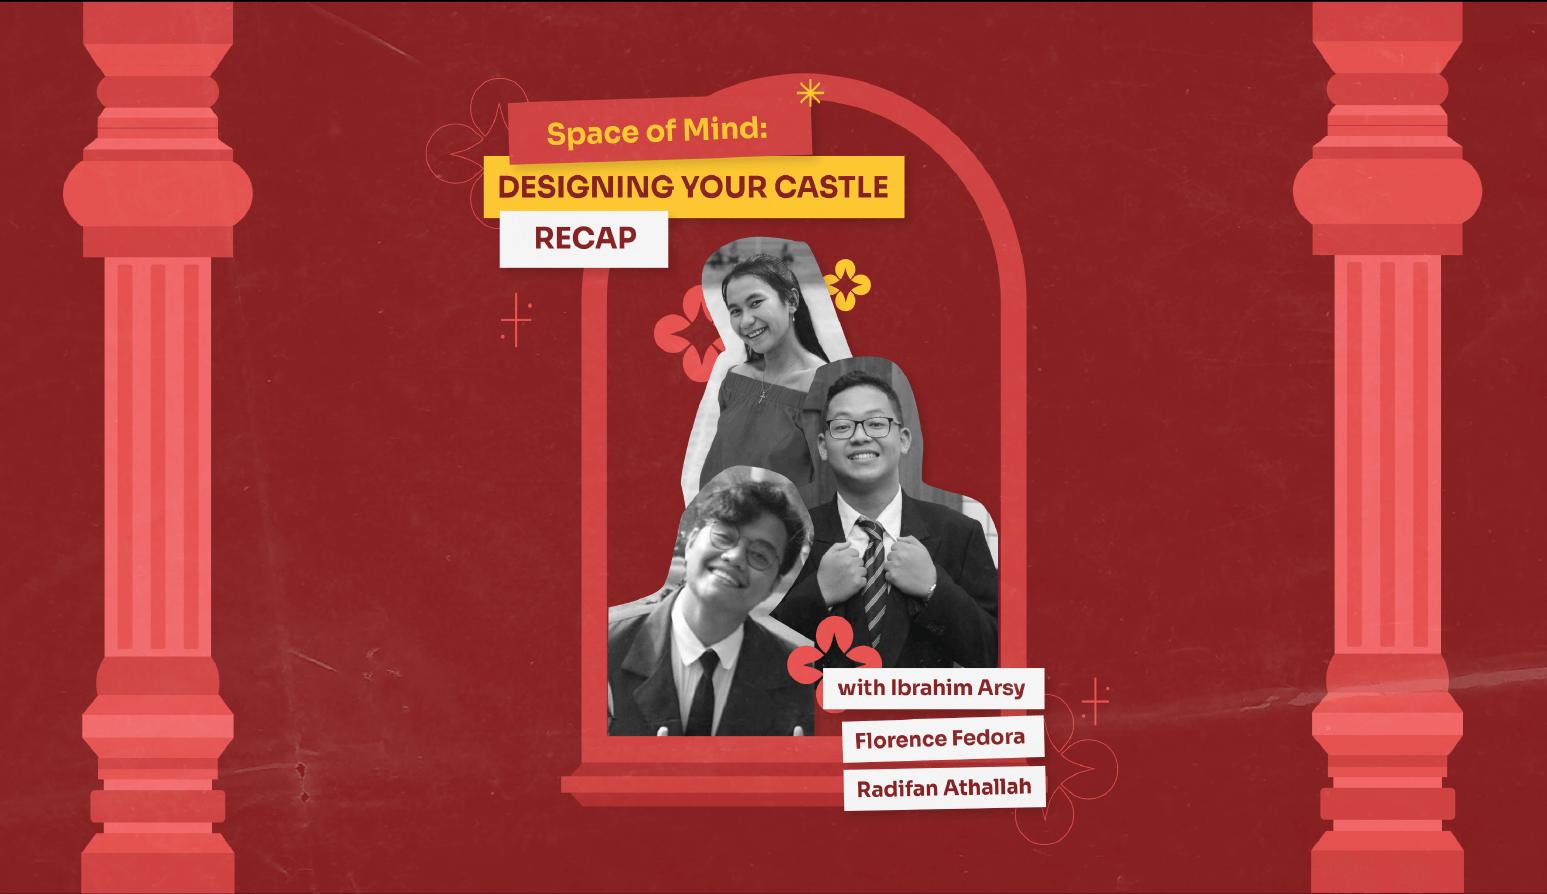 Space of Mind:
DESIGNING YOUR CASTLE
RECAP
with Ibrahim Arsy
Florence Fedora
Radifan Athallah